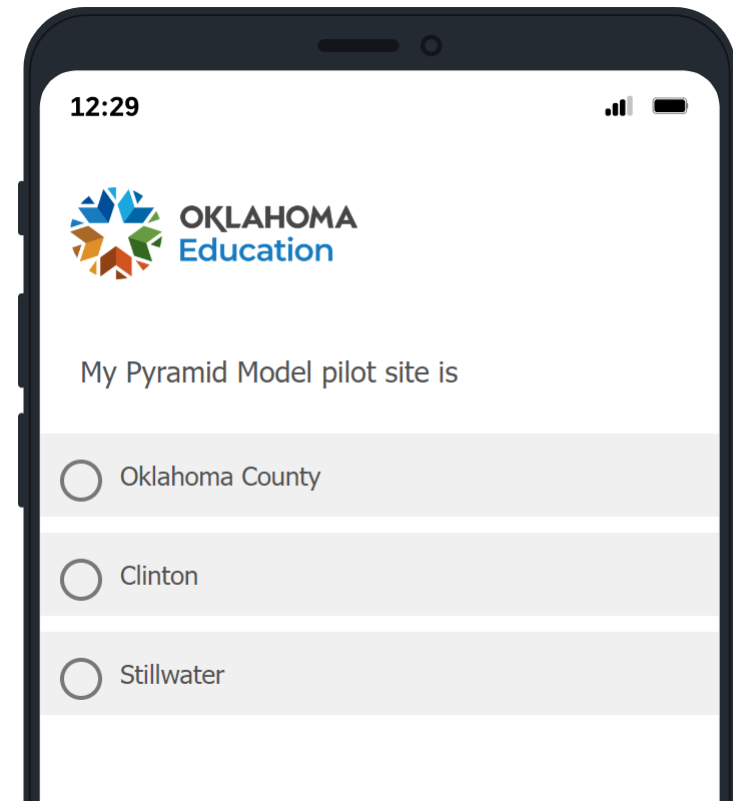 12:29
OKLAHOMA
Education
My Pyramid Model pilot site is
Oklahoma County
Clinton
Stillwater